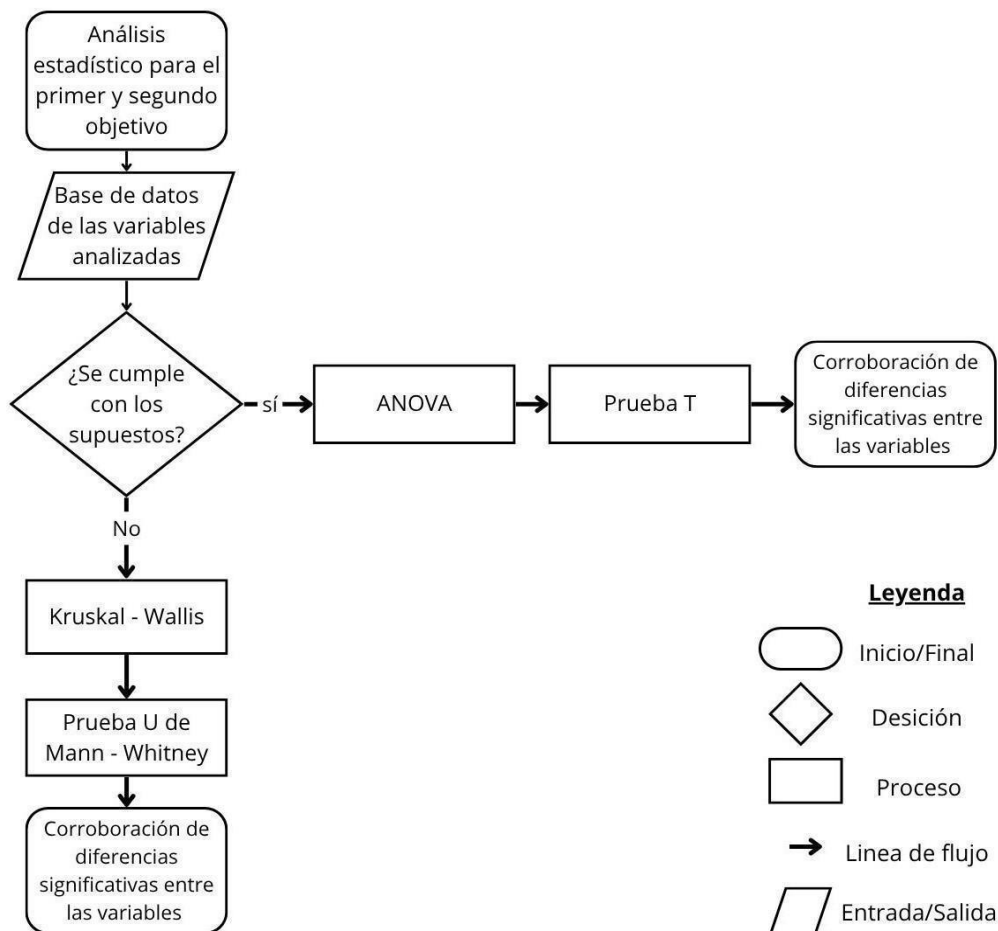 Análisis
estadístico para el
primer y segundo
objetivo
Base de datos
de las variables
analizadas
¿Se cumple
con los
supuestos?
sí
ANOVA
Prueba T
Corroboración de
diferencias
significativas entre
las variables
No
Kruskal - Wallis
Prueba U de
Mann - Whitney
Corroboración de
diferencias
significativas entre
las variables
Leyenda
Inicio/Final
Desición
Proceso
Linea de flujo
Entrada/Salida